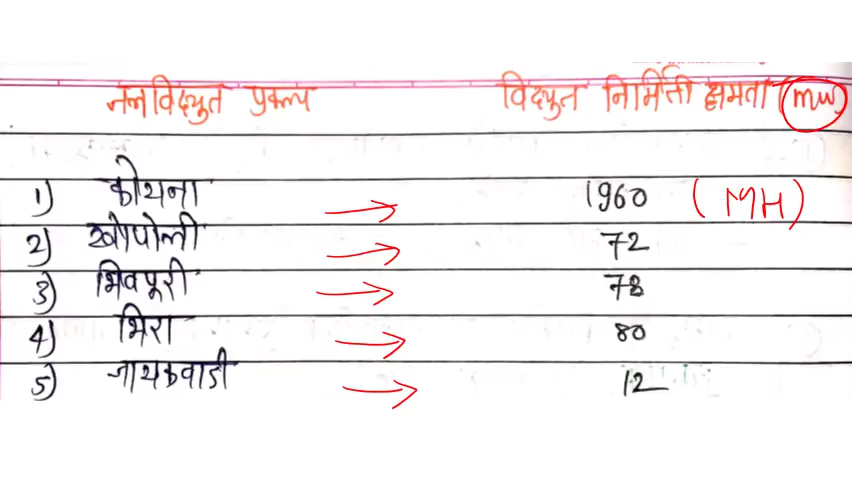 जलविद्युत प्रकल्प विद्युत निर्मिती क्षमता (MW)
1) कोयना → 1960 (MH)
2) खोपोली → 72
3) भिवपूरी → 78
4) भिरा → 80
5) जायकवाडी → 12